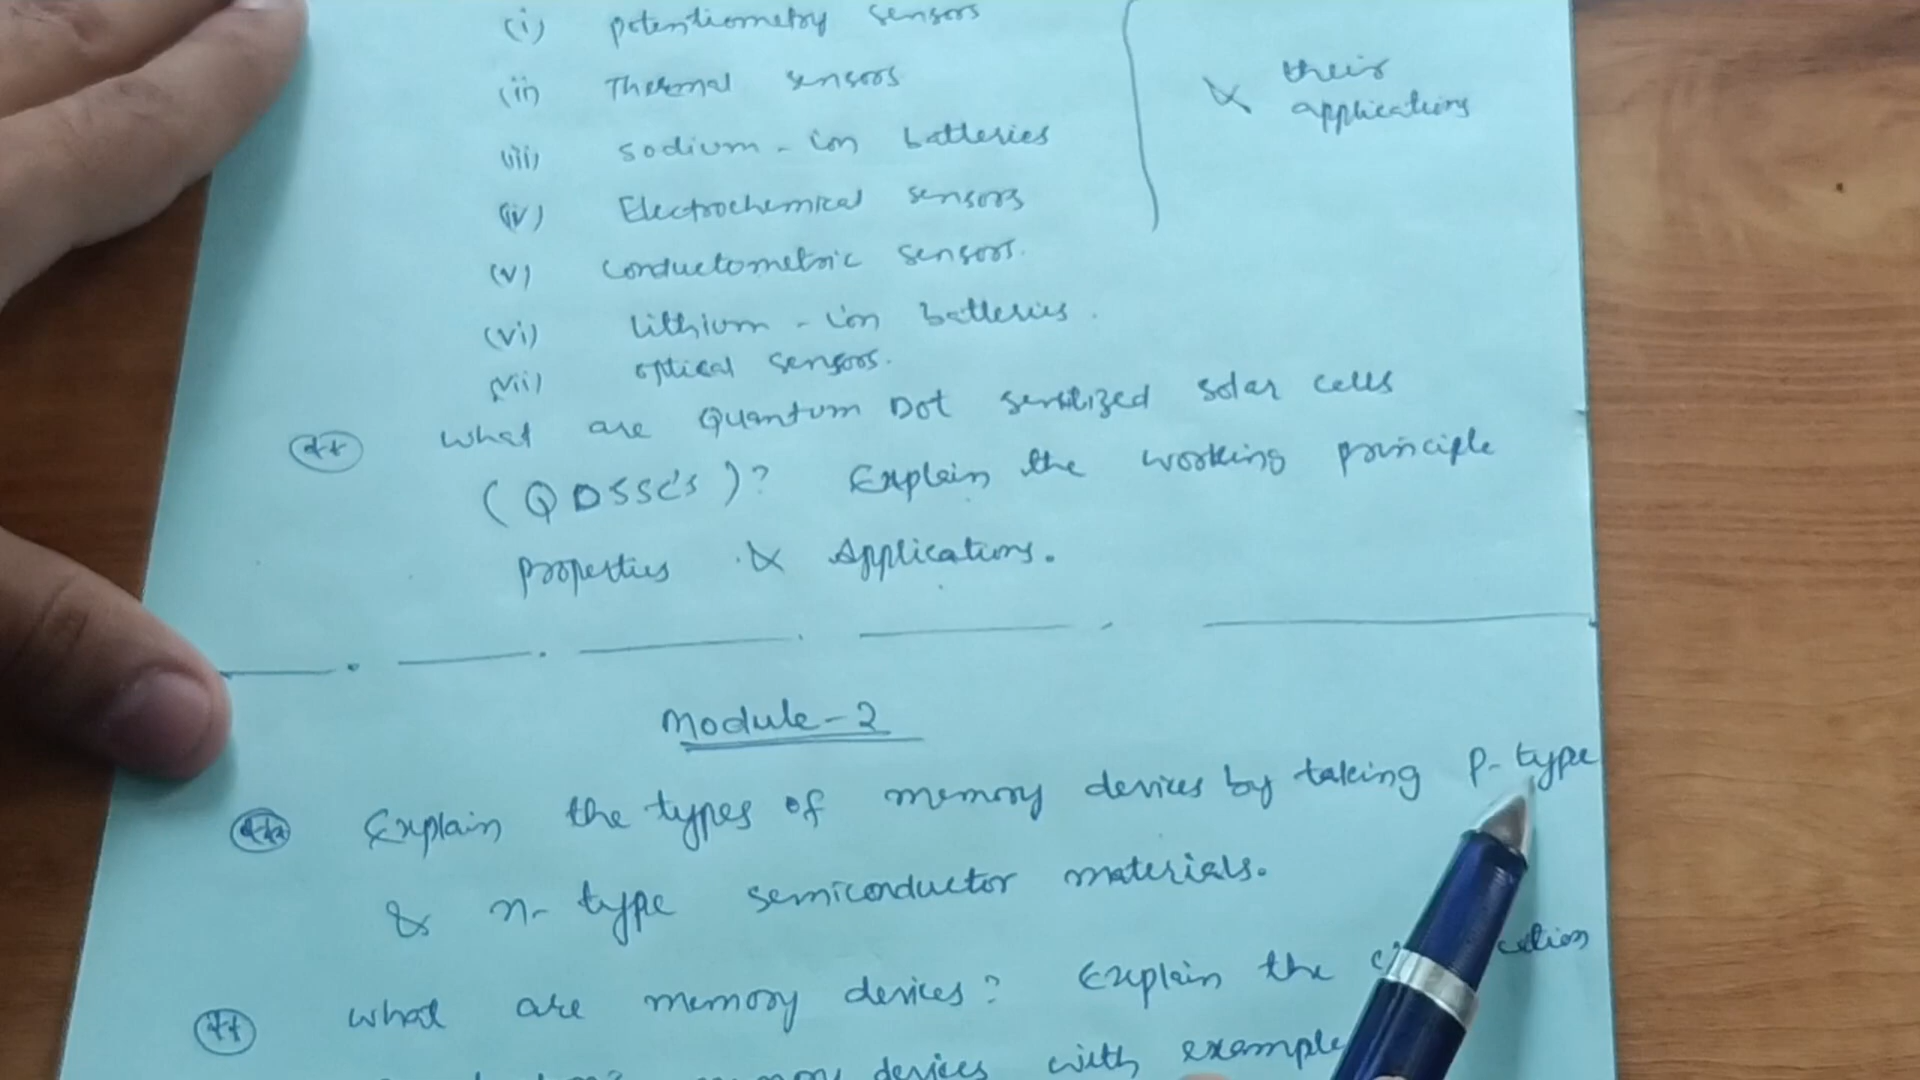 (i) potentiometry sensors
(ii) Thermal sensors
(iii) sodium-ion batteries
(iv) Electrochemical sensors
(v) conductometric sensors.
(vi) Lithium-ion batteries.
(vii) optical sensors.
& their
applications
** What are Quantum Dot sensitized solar cells
(QDSSC's)? Explain the working principle
properties & Applications.
Module-2
*** Explain the types of memory devices by taking P-type
& n-type semiconductor materials.
** What are memory devices? Explain the
devices with example